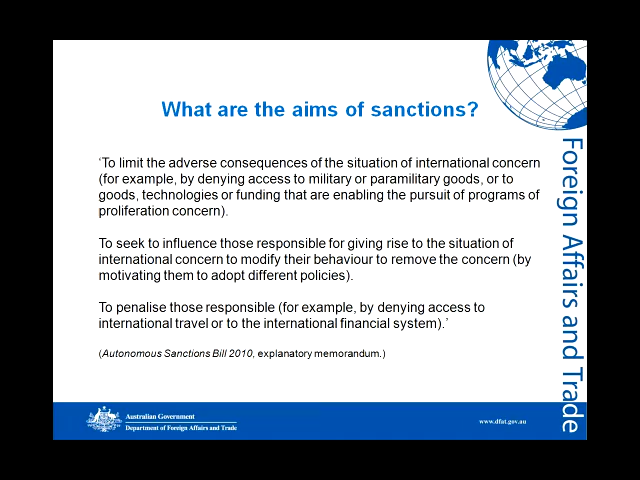 What are the aims of sanctions?
‘To limit the adverse consequences of the situation of international concern
(for example, by denying access to military or paramilitary goods, or to
goods, technologies or funding that are enabling the pursuit of programs of
proliferation concern).
To seek to influence those responsible for giving rise to the situation of
international concern to modify their behaviour to remove the concern (by
motivating them to adopt different policies).
To penalise those responsible (for example, by denying access to
international travel or to the international financial system).’
(Autonomous Sanctions Bill 2010, explanatory memorandum.)
Foreign Affairs and Trade
Australian Government
Department of Foreign Affairs and Trade
www.dfat.gov.au